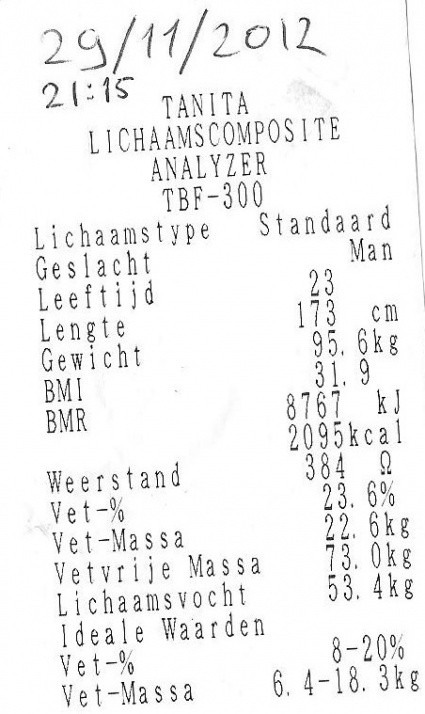 29/11/2012
21:15
TANITA
LICHAAMSCOMPOSITE
ANALYZER
TBF-300
Lichaamstype Standaard
Geslacht Man
Leeftijd 23
Lengte 173 cm
Gewicht 95.6kg
BMI 31.9
BMR 8767 kJ
2095kcal
Weerstand 384 Ω
Vet-% 23.6%
Vet-Massa 22.6kg
Vetvrije Massa 73.0kg
Lichaamsvocht 53.4kg
Ideale Waarden
Vet-% 8-20%
Vet-Massa 6.4-18.3kg